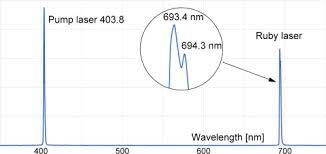 693.4 nm
Pump laser 403.8
694.3 nm
Ruby laser
Wavelength [nm]
400
500
600
700